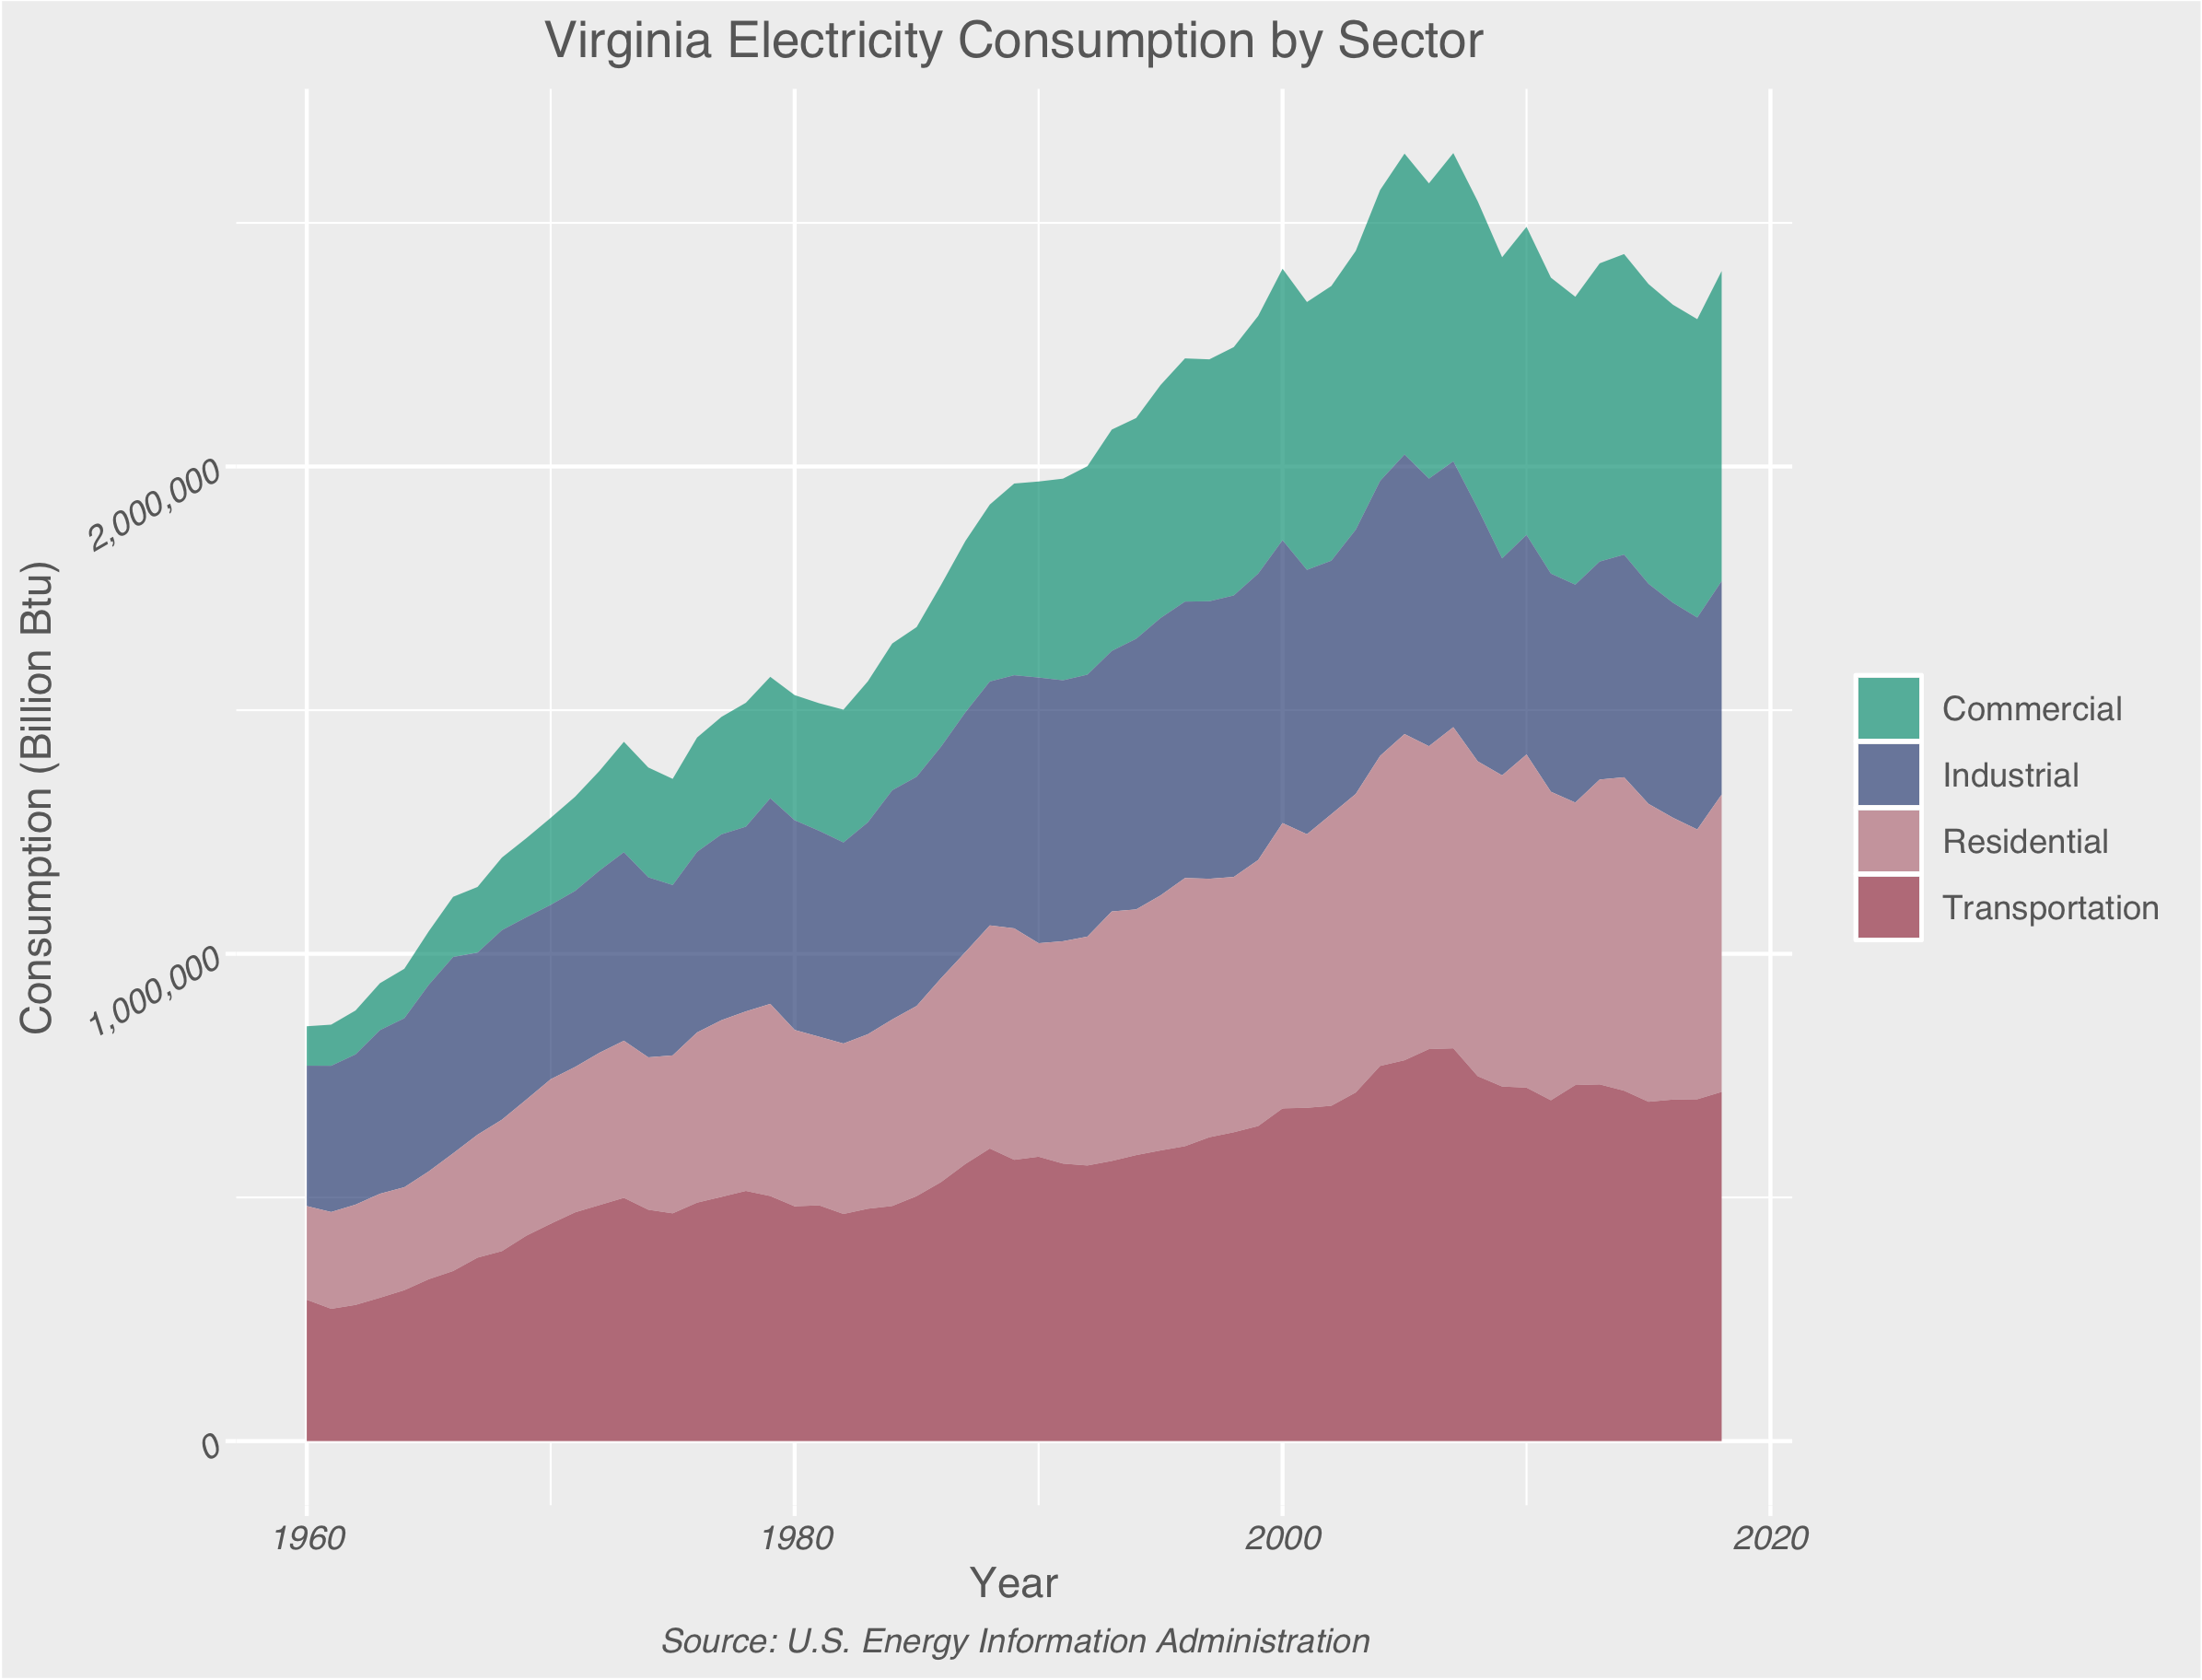 Virginia Electricity Consumption by Sector
Consumption (Billion Btu)
2,000,000
1,000,000
0
Commercial
Industrial
Residential
Transportation
1960 1980 2000 2020
Year
Source: U.S. Energy Information Administration